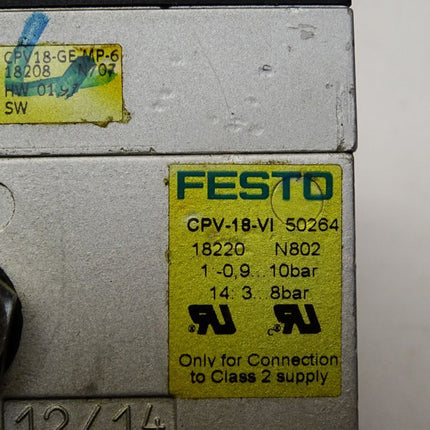 CPV18-GE-MP-6
18208 N707
HW 01
SW
FESTO
CPV-18-VI 50264
18220 N802
1 -0,9...10bar
14: 3...8bar
Only for Connection
to Class 2 supply
12/14